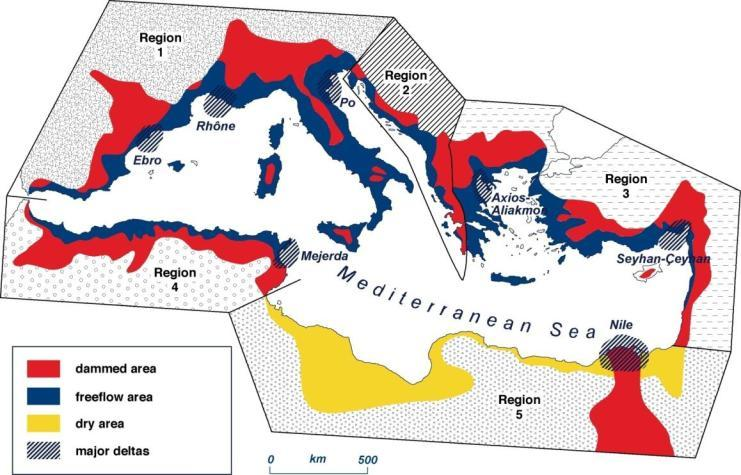 Region
1
Region
2
Po
Rhône
Ebro
Region
3
Axios-
Aliakmon
Mejerda
Region
4
Seyhan-Çeyhan
Mediterranean Sea
Nile
dammed area
freeflow area
dry area
major deltas
Region
5
0 km 500